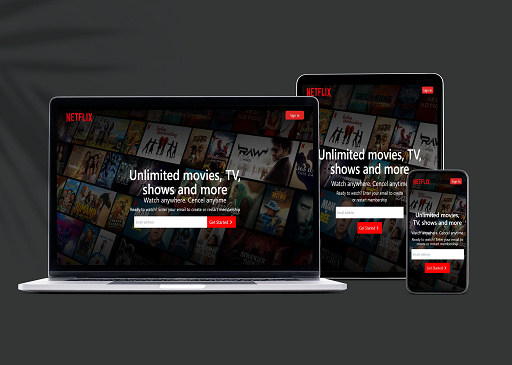 NETFLIX
Sign In
Unlimited movies, TV,
shows and more
Watch anywhere. Cencel anytime
Ready to watch? Enter your email to create or restart membership
Email address
Get Started >
NETFLIX
Sign In
Unlimited movies, TV,
shows and more
Watch anywhere. Cencel anytime
Ready to watch? Enter your email to create
or restart membership
Email address
Get Started >
NETFLIX
Sign In
Unlimited movies,
TV, shows and more
Watch anywhere. Cencel anytime
Ready to watch? Enter your email to
create or restart membership
Email address
Get Started >
RAW